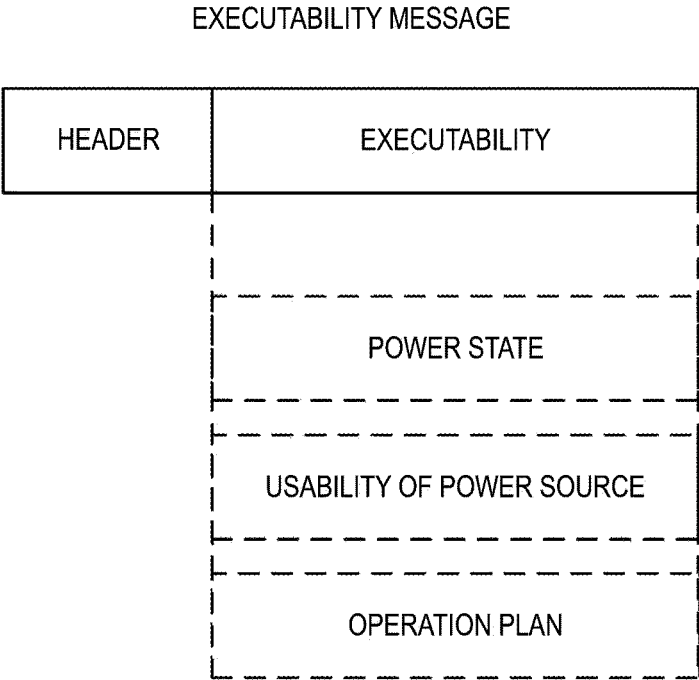 EXECUTABILITY MESSAGE
HEADER
EXECUTABILITY
POWER STATE
USABILITY OF POWER SOURCE
OPERATION PLAN